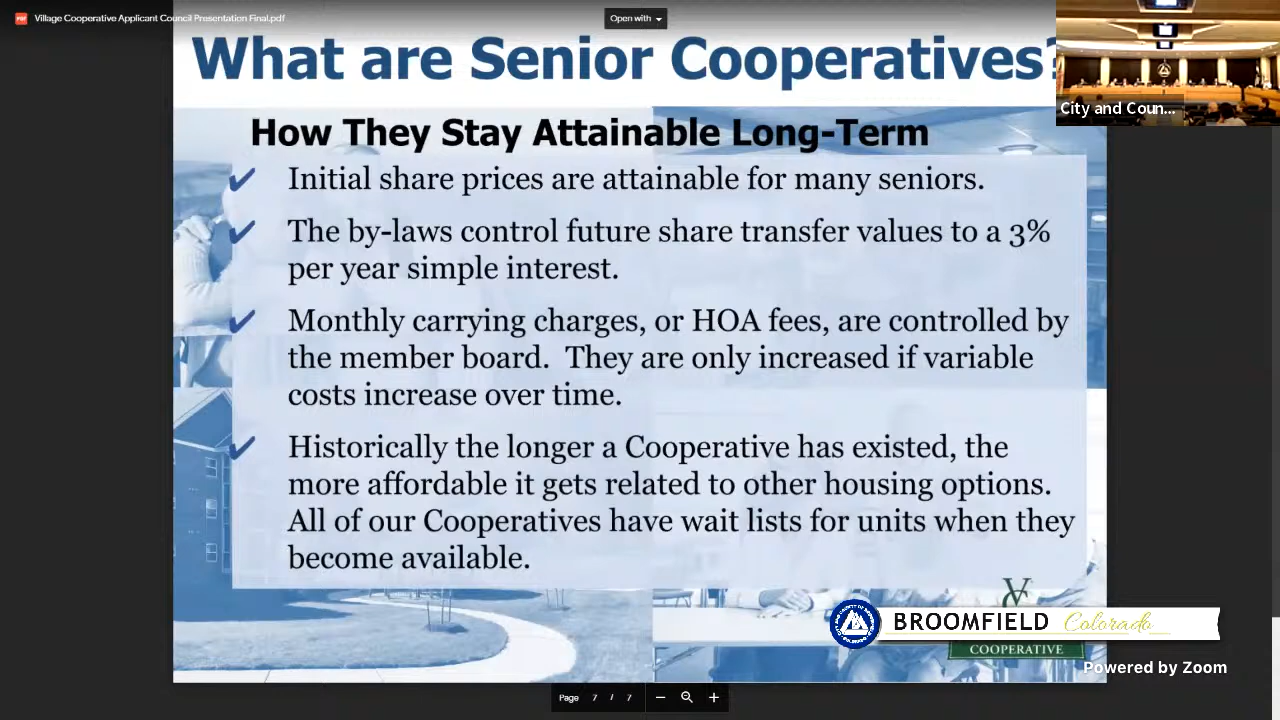 Village Cooperative Applicant Council Presentation Final.pdf
Open with
What are Senior Cooperatives?
City and Coun...
How They Stay Attainable Long-Term
Initial share prices are attainable for many seniors.
The by-laws control future share transfer values to a 3%
per year simple interest.
Monthly carrying charges, or HOA fees, are controlled by
the member board. They are only increased if variable
costs increase over time.
Historically the longer a Cooperative has existed, the
more affordable it gets related to other housing options.
All of our Cooperatives have wait lists for units when they
become available.
BROOMFIELD Colorado
COOPERATIVE
Powered by Zoom
Page 7 / 7